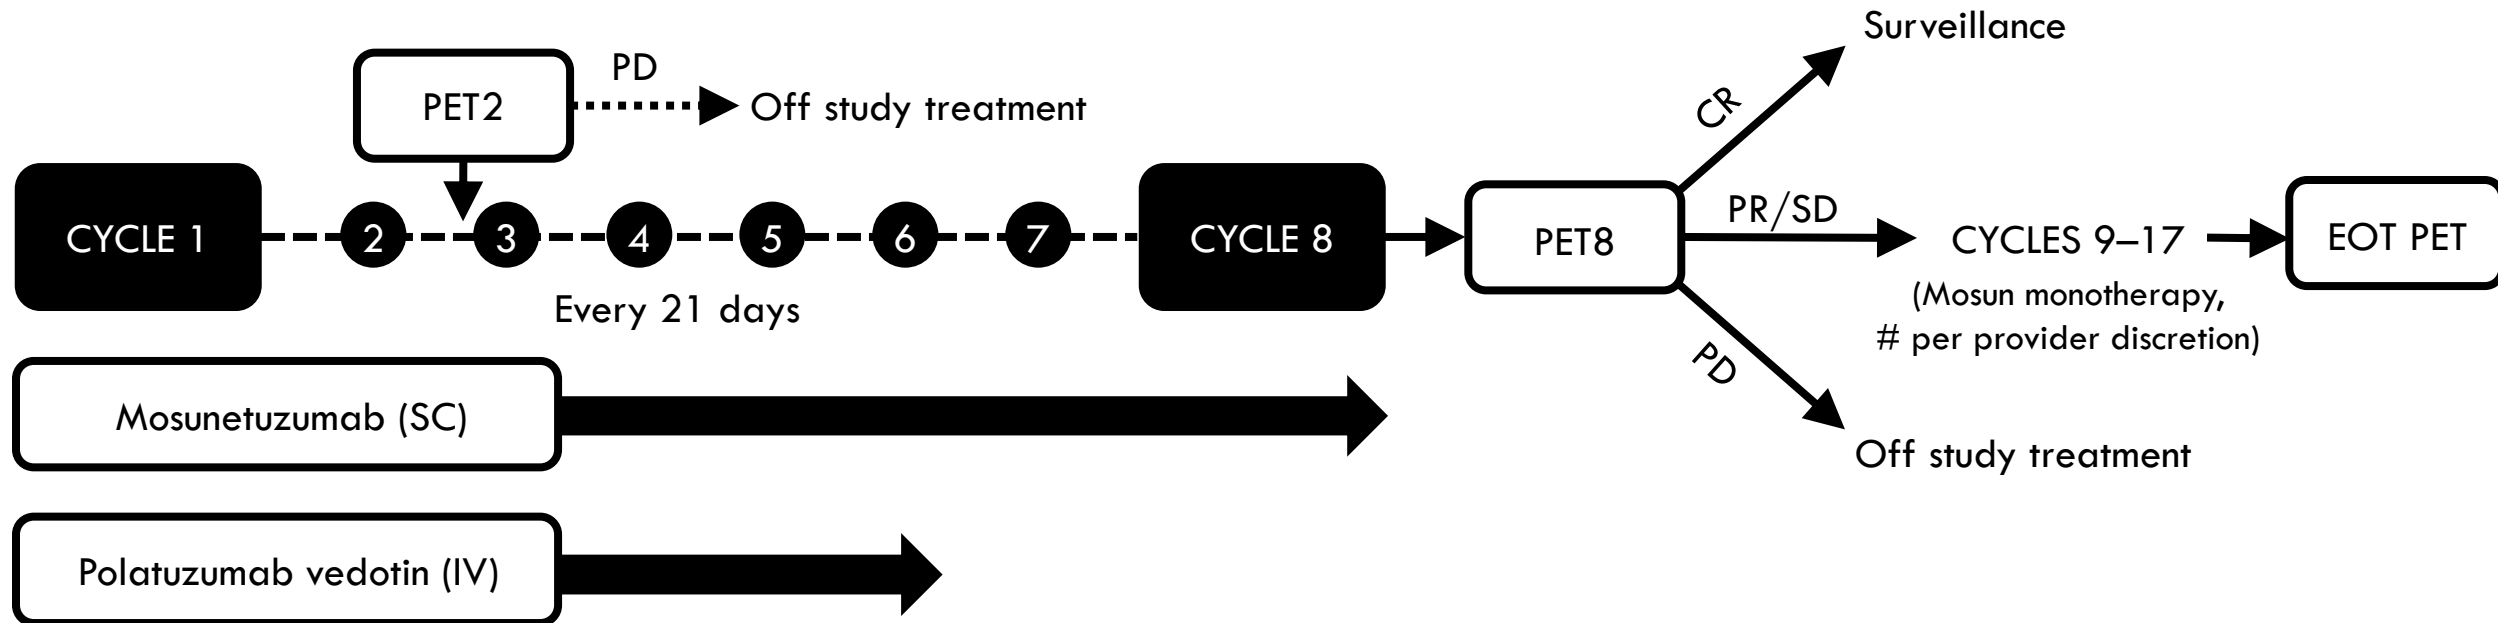 Surveillance
PD
PET2
Off study treatment
CR
CYCLE 1
2
3
4
5
6
7
CYCLE 8
PET8
PR/SD
CYCLES 9–17
EOT PET
Every 21 days
(Mosun monotherapy,
# per provider discretion)
PD
Mosunetuzumab (SC)
Off study treatment
Polatuzumab vedotin (IV)